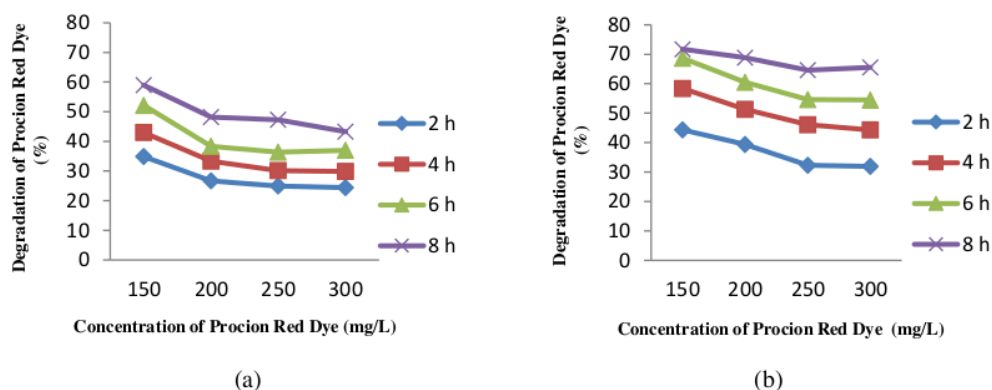 80
70
60
50
40
30
20
10
0
Degradation of Procion Red Dye
(%)
150 200 250 300
Concentration of Procion Red Dye (mg/L)
2 h
4 h
6 h
8 h
(a)
80
70
60
50
40
30
20
10
0
Degradation of Procion Red Dye
(%)
150 200 250 300
Concentration of Procion Red Dye (mg/L)
2 h
4 h
6 h
8 h
(b)